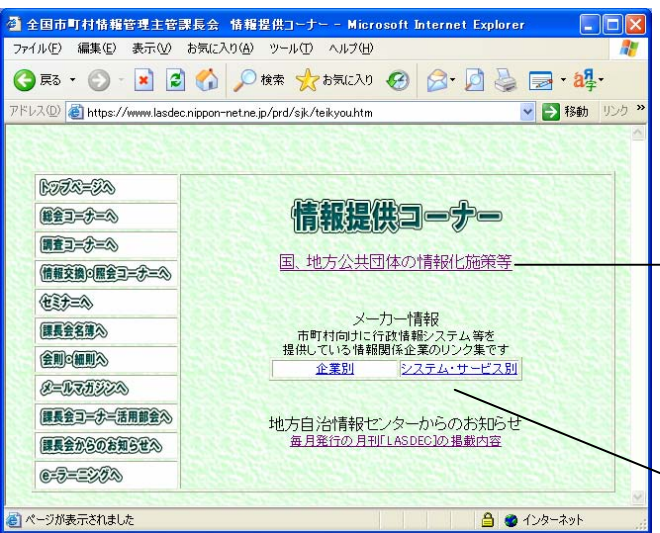 全国市町村情報管理主管課長会 情報提供コーナー - Microsoft Internet Explorer
ファイル(F) 編集(E) 表示(V) お気に入り(A) ツール(T) ヘルプ(H)
戻る 検索 お気に入り
アドレス(D) https://www.lasdec.nippon-net.ne.jp/prd/sjk/teikyou.htm 移動 リンク »
トップページへ
総会コーナーへ
調査コーナーへ
情報交換・照会コーナーへ
セミナーへ
課長会名簿へ
会則・細則へ
メールマガジンへ
課長会コーナー活用部会へ
課長会からのお知らせへ
e-ラーニングへ
情報提供コーナー
国、地方公共団体の情報化施策等
メーカー情報
市町村向けに行政情報システム等を
提供している情報関係企業のリンク集です
企業別 システム・サービス別
地方自治情報センターからのお知らせ
毎月発行の月刊「LASDEC]の掲載内容
ページが表示されました インターネット